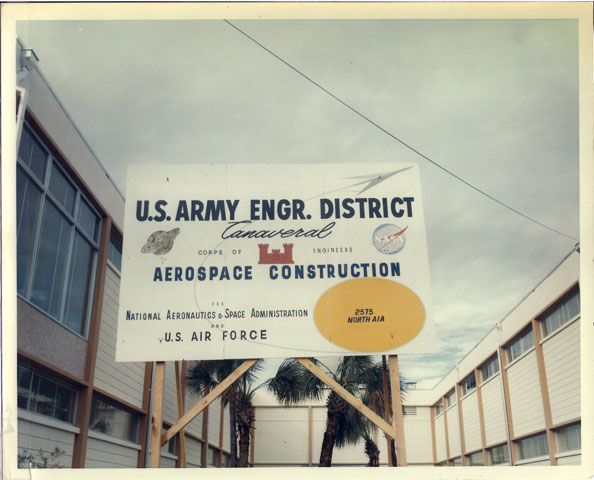 U.S. ARMY ENGR. DISTRICT
Canaveral
CORPS OF ENGINEERS
NASA
AEROSPACE CONSTRUCTION
NATIONAL AERONAUTICS & SPACE ADMINISTRATION
AND
U.S. AIR FORCE
2575
NORTH A1A